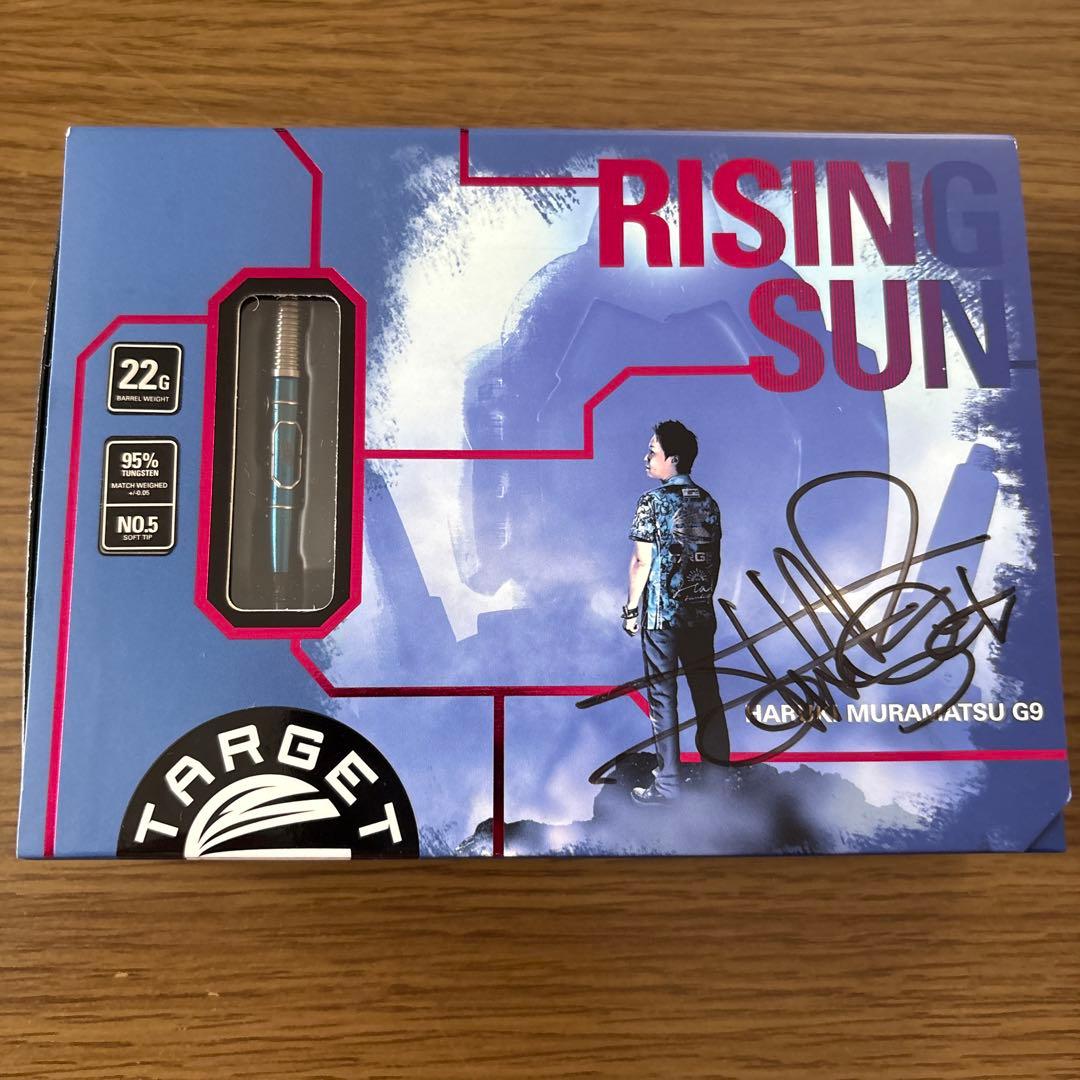 RISING
SUN
22G
BARREL WEIGHT
95%
TUNGSTEN
MATCH WEIGHED
+/-0.05
NO.5
SOFT TIP
HARUKI MURAMATSU G9
TARGET